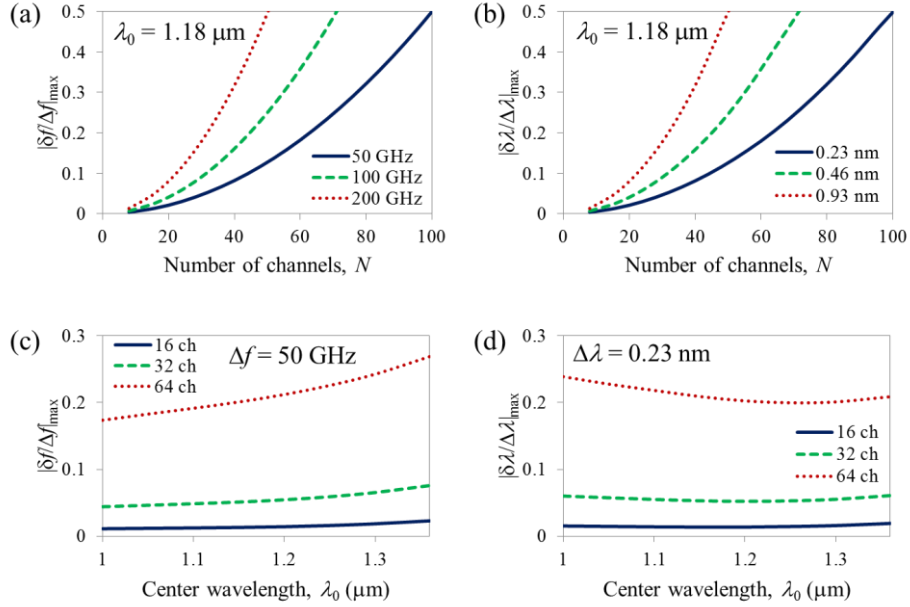 (a)
λ0 = 1.18 μm
|δf/Δf|max
0.5
0.4
0.3
0.2
0.1
0
50 GHz
100 GHz
200 GHz
0 20 40 60 80 100
Number of channels, N
(b)
λ0 = 1.18 μm
|δλ/Δλ|max
0.5
0.4
0.3
0.2
0.1
0
0.23 nm
0.46 nm
0.93 nm
0 20 40 60 80 100
Number of channels, N
(c)
Δf = 50 GHz
|δf/Δf|max
0.3
0.2
0.1
0
16 ch
32 ch
64 ch
1 1.1 1.2 1.3
Center wavelength, λ0 (μm)
(d)
Δλ = 0.23 nm
|δλ/Δλ|max
0.3
0.2
0.1
0
16 ch
32 ch
64 ch
1 1.1 1.2 1.3
Center wavelength, λ0 (μm)